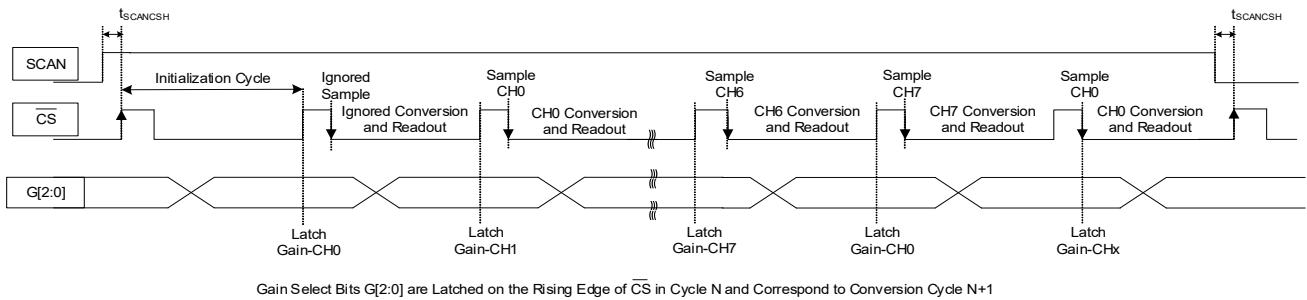 tSCANCSH
tSCANCSH
SCAN
Initialization Cycle
Ignored
Sample
Sample
CH0
Sample
CH6
Sample
CH7
Sample
CH0
CS
Ignored Conversion
and Readout
CH0 Conversion
and Readout
CH6 Conversion
and Readout
CH7 Conversion
and Readout
CH0 Conversion
and Readout
G[2:0]
Latch
Gain-CH0
Latch
Gain-CH1
Latch
Gain-CH7
Latch
Gain-CH0
Latch
Gain-CHx
Gain Select Bits G[2:0] are Latched on the Rising Edge of CS in Cycle N and Correspond to Conversion Cycle N+1